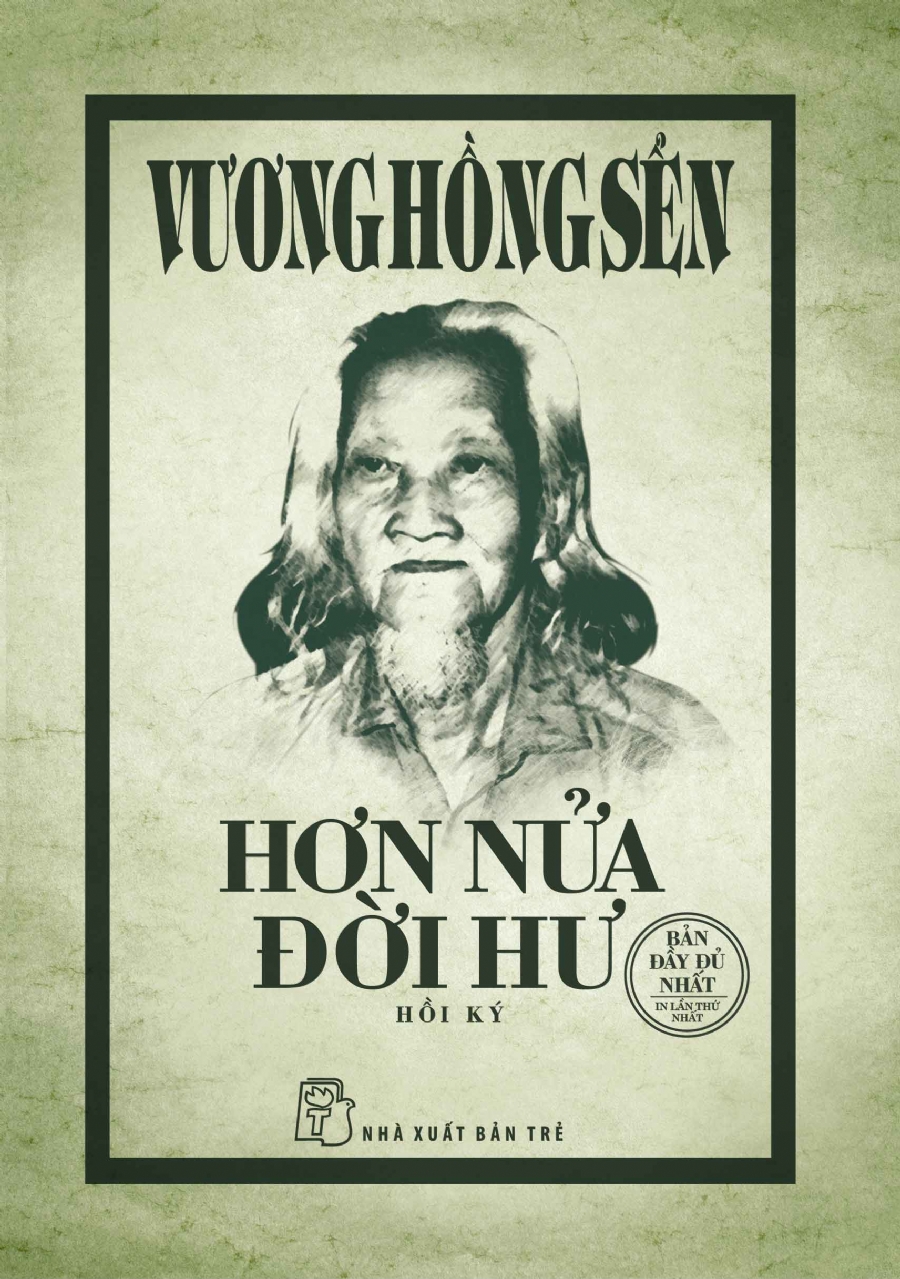 VƯƠNG HỒNG SỂN
HƠN NỬA
ĐỜI HƯ
HỒI KÝ
BẢN
ĐẦY ĐỦ
NHẤT
IN LẦN THỨ
NHẤT
T
NHÀ XUẤT BẢN TRẺ